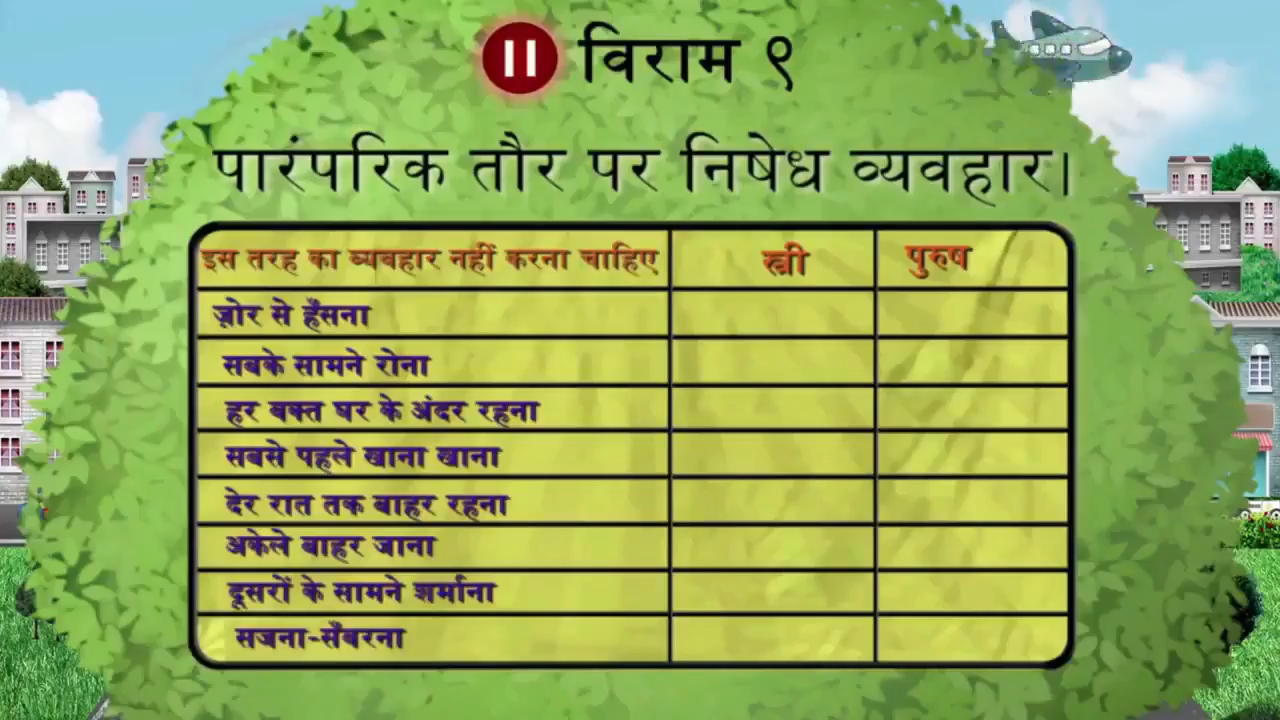 विराम ९
पारंपरिक तौर पर निषेध व्यवहार।
इस तरह का व्यवहार नहीं करना चाहिए स्त्री पुरुष
ज़ोर से हँसना
सबके सामने रोना
हर वक्त घर के अंदर रहना
सबसे पहले खाना खाना
देर रात तक बाहर रहना
अकेले बाहर जाना
दूसरों के सामने शर्माना
सजना-सँवरना